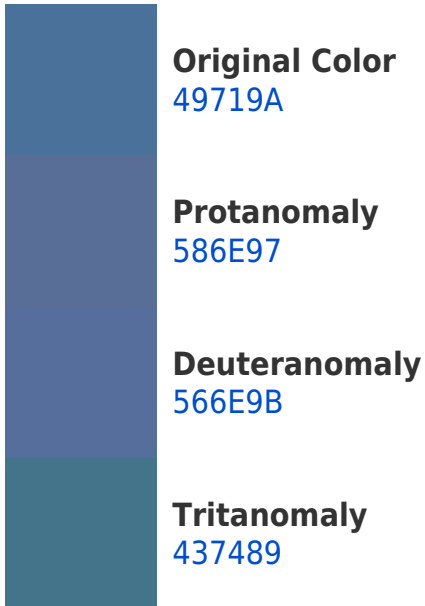 Original Color
49719A
Protanomaly
586E97
Deuteranomaly
566E9B
Tritanomaly
437489